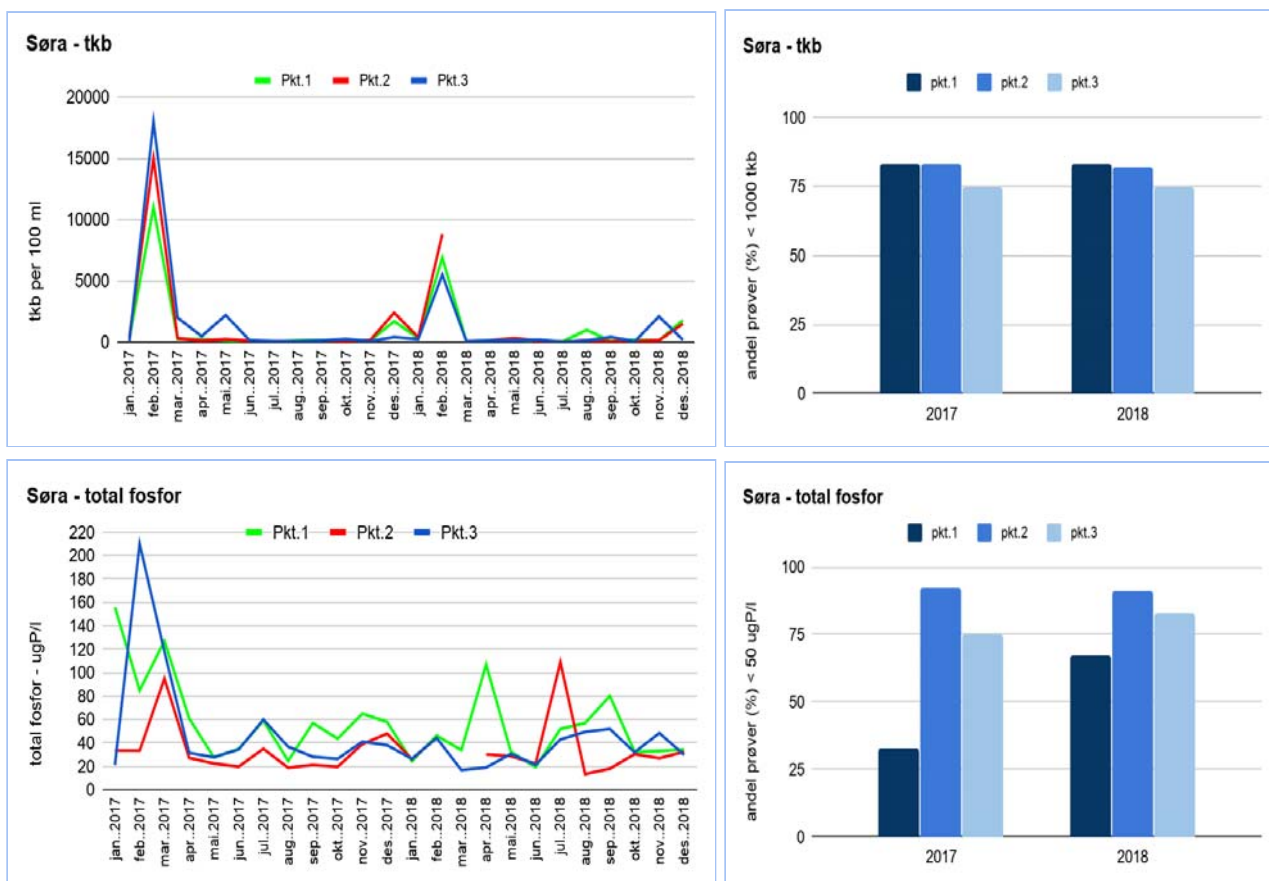 Søra - tkb
Pkt.1 Pkt.2 Pkt.3
tkb per 100 ml
20000
15000
10000
5000
0
jan..2017
feb..2017
mar..2017
apr..2017
mai.2017
jun..2017
jul..2017
aug..2017
sep..2017
okt..2017
nov..2017
des..2017
jan..2018
feb..2018
mar..2018
apr..2018
mai.2018
jun..2018
jul..2018
aug..2018
sep..2018
okt..2018
nov..2018
des..2018
Søra - tkb
pkt.1 pkt.2 pkt.3
andel prøver (%) < 1000 tkb
100
75
50
25
0
2017 2018
Søra - total fosfor
Pkt.1 Pkt.2 Pkt.3
total fosfor - ugP/l
220
200
180
160
140
120
100
80
60
40
20
0
jan..2017
feb..2017
mar..2017
apr..2017
mai.2017
jun..2017
jul..2017
aug..2017
sep..2017
okt..2017
nov..2017
des..2017
jan..2018
feb..2018
mar..2018
apr..2018
mai.2018
jun..2018
jul..2018
aug..2018
sep..2018
okt..2018
nov..2018
des..2018
Søra - total fosfor
pkt.1 pkt.2 pkt.3
andel prøver (%) < 50 ugP/l
100
75
50
25
0
2017 2018